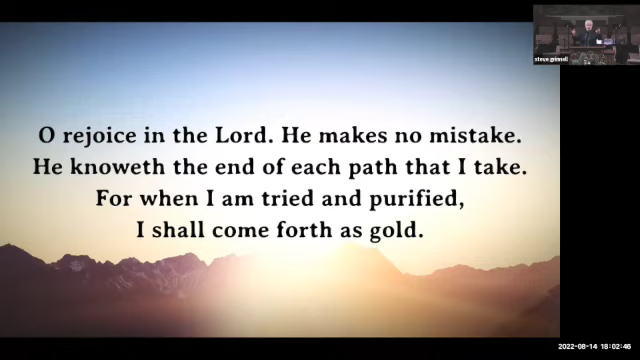 steve grinnell
O rejoice in the Lord. He makes no mistake.
He knoweth the end of each path that I take.
For when I am tried and purified,
I shall come forth as gold.
2022-08-14 18:02:46